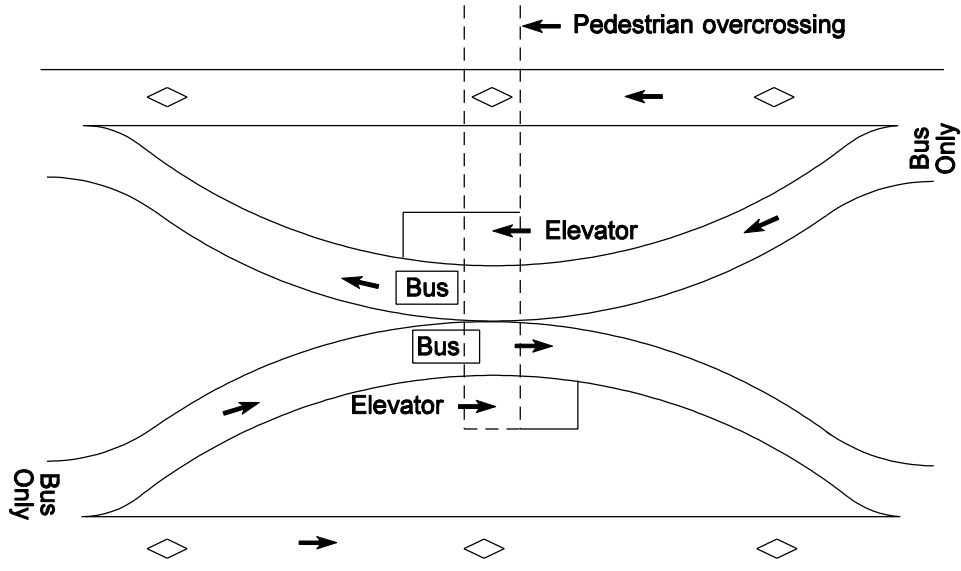 Pedestrian overcrossing
Bus
Only
Elevator
Bus
Bus
Elevator
Bus
Only